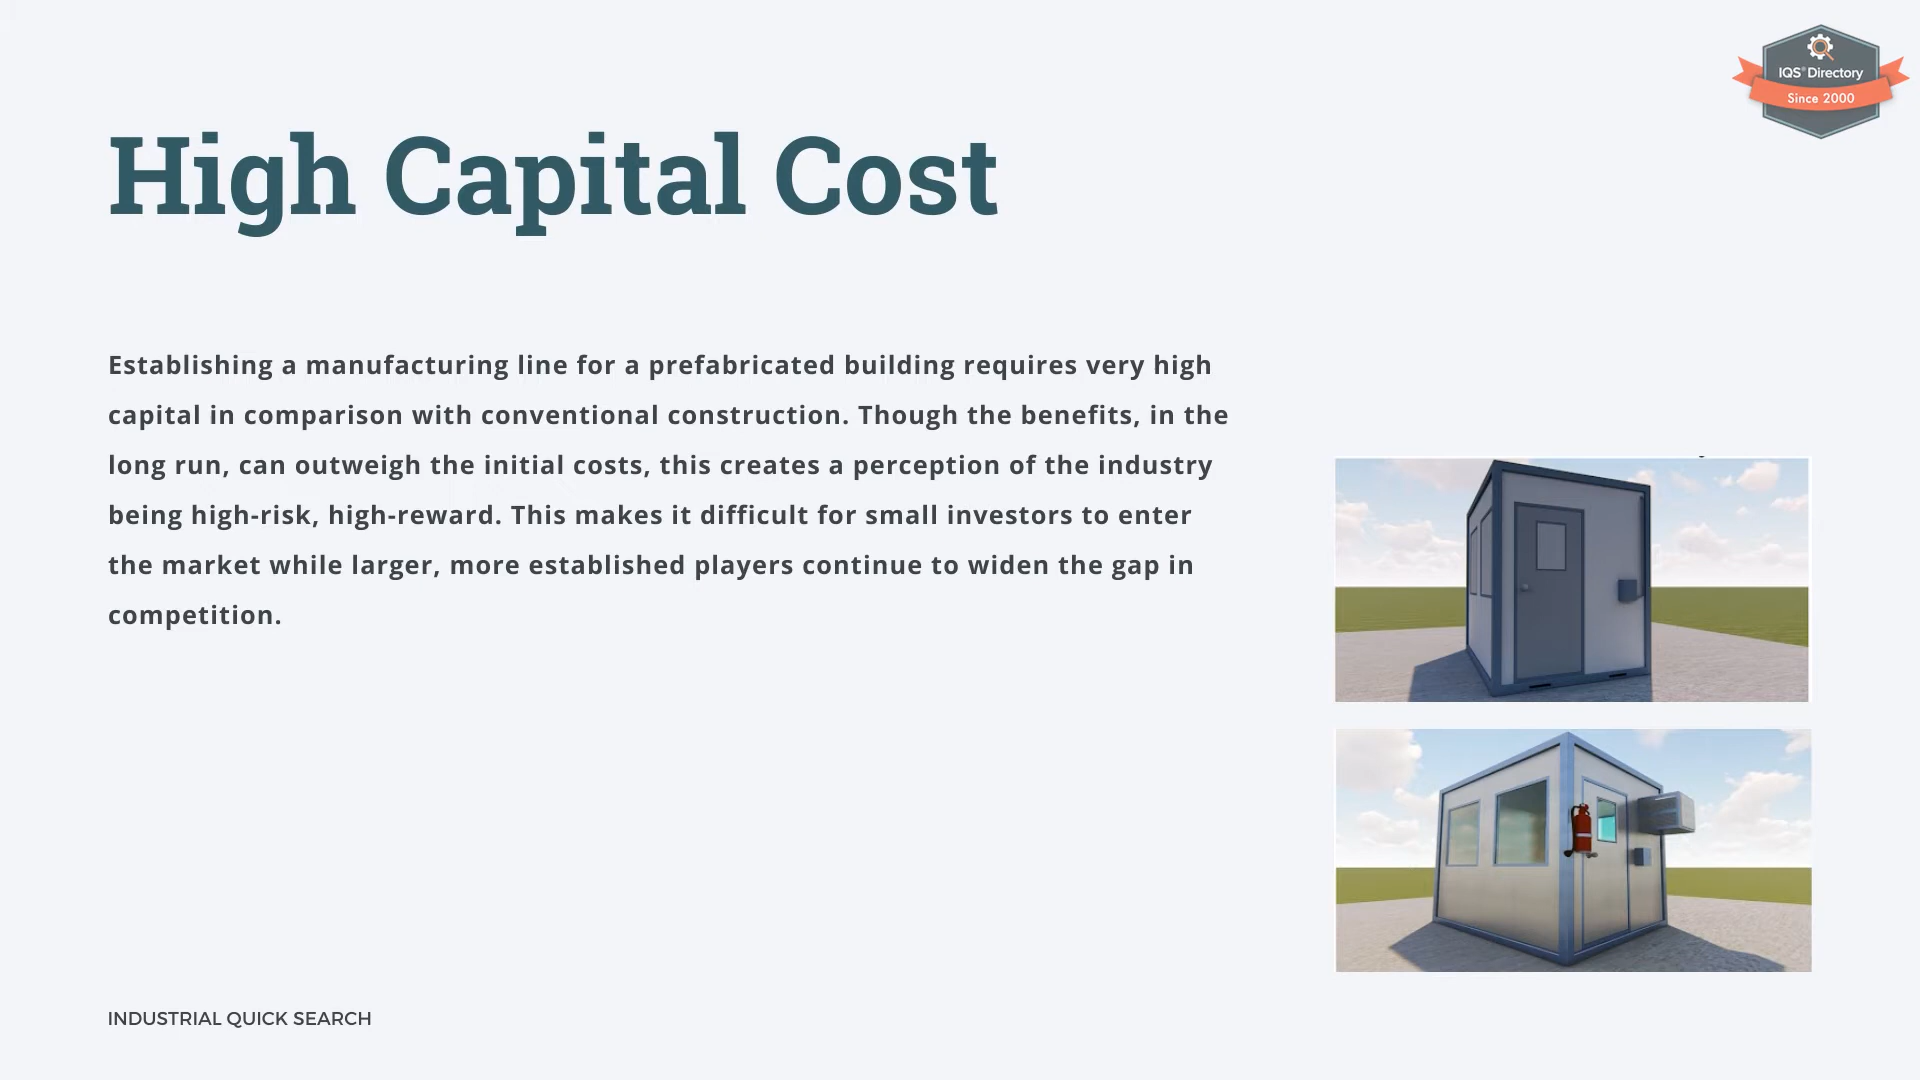 IQS® Directory
Since 2000
High Capital Cost
Establishing a manufacturing line for a prefabricated building requires very high
capital in comparison with conventional construction. Though the benefits, in the
long run, can outweigh the initial costs, this creates a perception of the industry
being high-risk, high-reward. This makes it difficult for small investors to enter
the market while larger, more established players continue to widen the gap in
competition.
INDUSTRIAL QUICK SEARCH